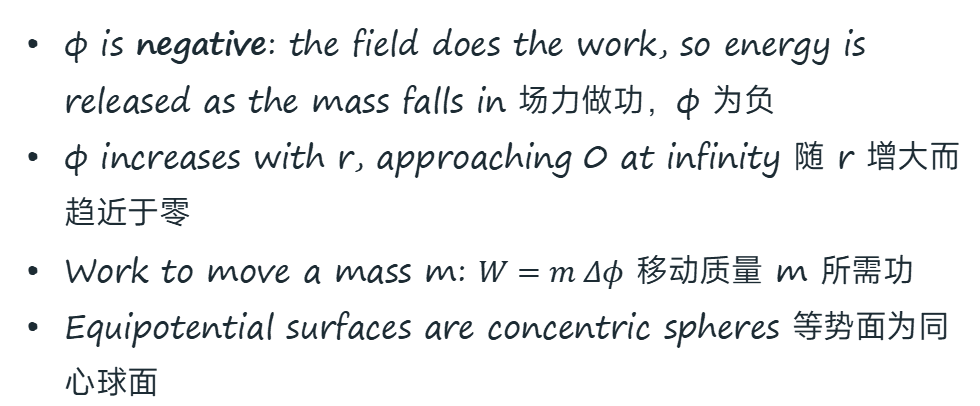 • ϕ is negative: the field does the work, so energy is
released as the mass falls in 场力做功，ϕ 为负
• ϕ increases with r, approaching 0 at infinity 随 r 增大而
趋近于零
• Work to move a mass m: W = m Δϕ 移动质量 m 所需功
• Equipotential surfaces are concentric spheres 等势面为同
心球面